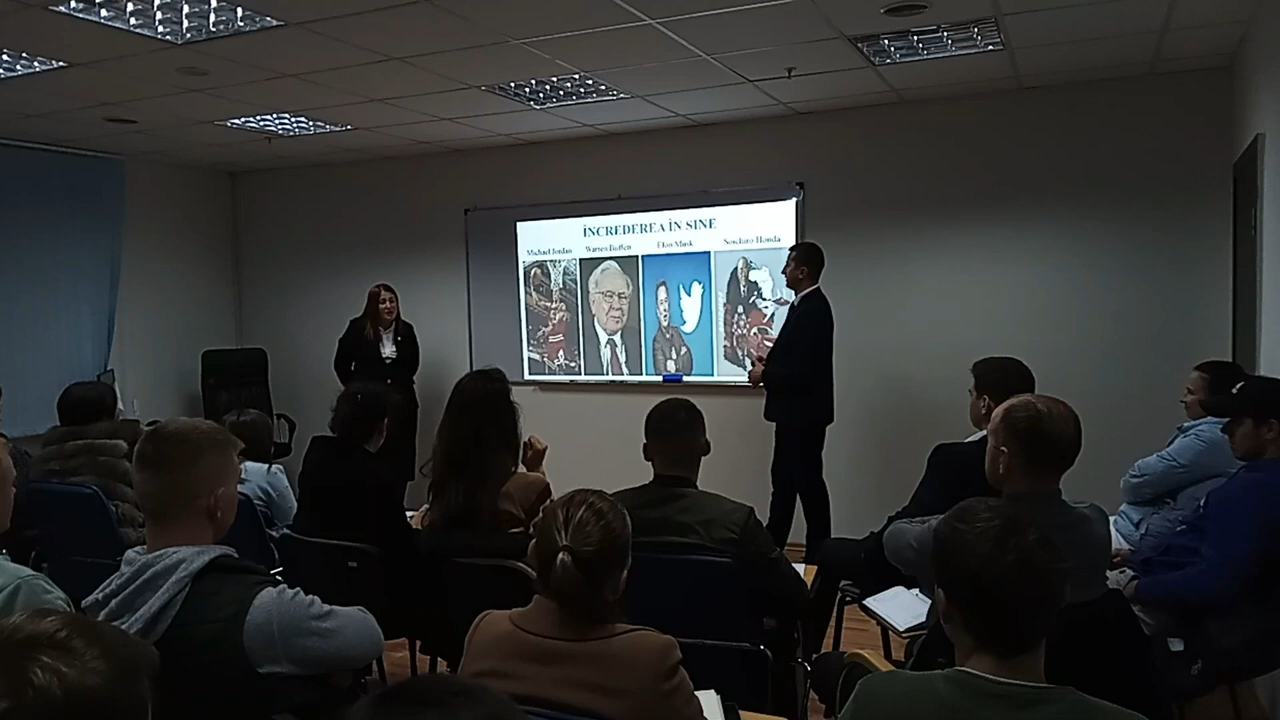 ÎNCREDEREA ÎN SINE
Michael Jordan Warren Buffett Elon Musk Soichiro Honda